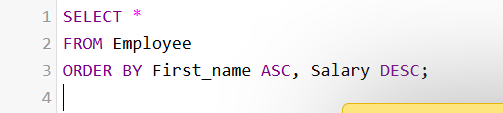 1 SELECT *
2 FROM Employee
3 ORDER BY First_name ASC, Salary DESC;
4